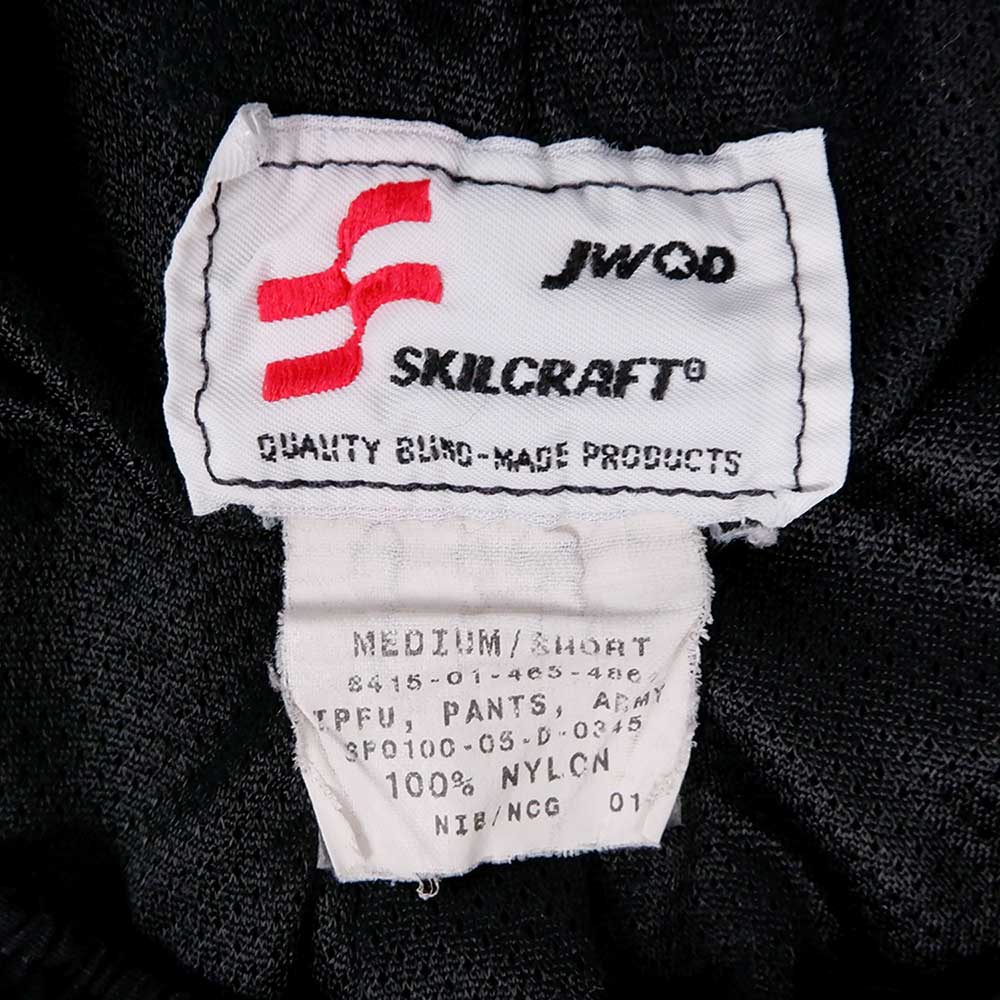 JWOD
SKILCRAFT®
QUALITY BLIND-MADE PRODUCTS
MEDIUM/SHORT
8415-01-465-486
IPFU, PANTS, ARMY
SP0100-05-D-0345
100% NYLON
NIB/NCG 01